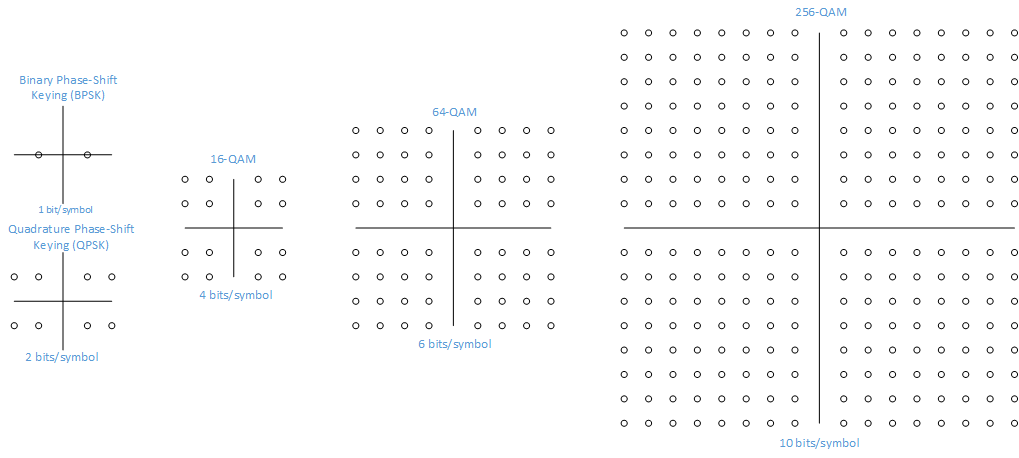 Binary Phase-Shift
Keying (BPSK)
1 bit/symbol
Quadrature Phase-Shift
Keying (QPSK)
2 bits/symbol
16-QAM
4 bits/symbol
64-QAM
6 bits/symbol
256-QAM
10 bits/symbol